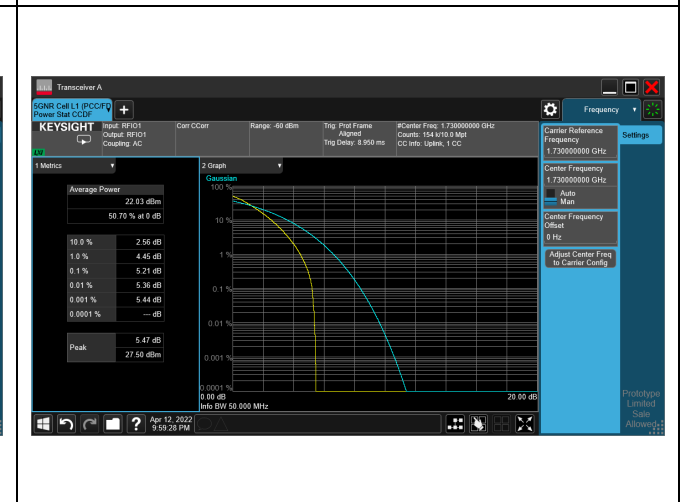 Transceiver A
5GNR Cell L1 (PCC/FD
Power Stat CCDF
+
Frequency
KEYSIGHT
LXI
Input: RFIO1
Output: RFIO1
Coupling: AC
Corr CCorr
Range: -60 dBm
Trig: Prot Frame
Aligned
Trig Delay: 8.950 ms
#Center Freq: 1.730000000 GHz
Counts: 154 k/10.0 Mpt
CC Info: Uplink, 1 CC
1 Metrics
Average Power
22.03 dBm
50.70 % at 0 dB
10.0 % 2.56 dB
1.0 % 4.45 dB
0.1 % 5.21 dB
0.01 % 5.36 dB
0.001 % 5.44 dB
0.0001 % --- dB
Peak
5.47 dB
27.50 dBm
2 Graph
Gaussian
100 %
10 %
1 %
0.1 %
0.01 %
0.001 %
0.0001 %
0.00 dB 20.00 dB
Info BW 50.000 MHz
Carrier Reference
Frequency
1.730000000 GHz
Center Frequency
1.730000000 GHz
Auto
Man
Center Frequency
Offset
0 Hz
Adjust Center Freq
to Carrier Config
Settings
Prototype
Limited
Sale
Allowed
?
Apr 12, 2022
9:59:28 PM